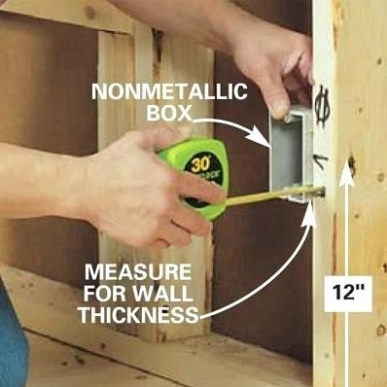 NONMETALLIC
BOX
30'
MEASURE
FOR WALL
THICKNESS
12"